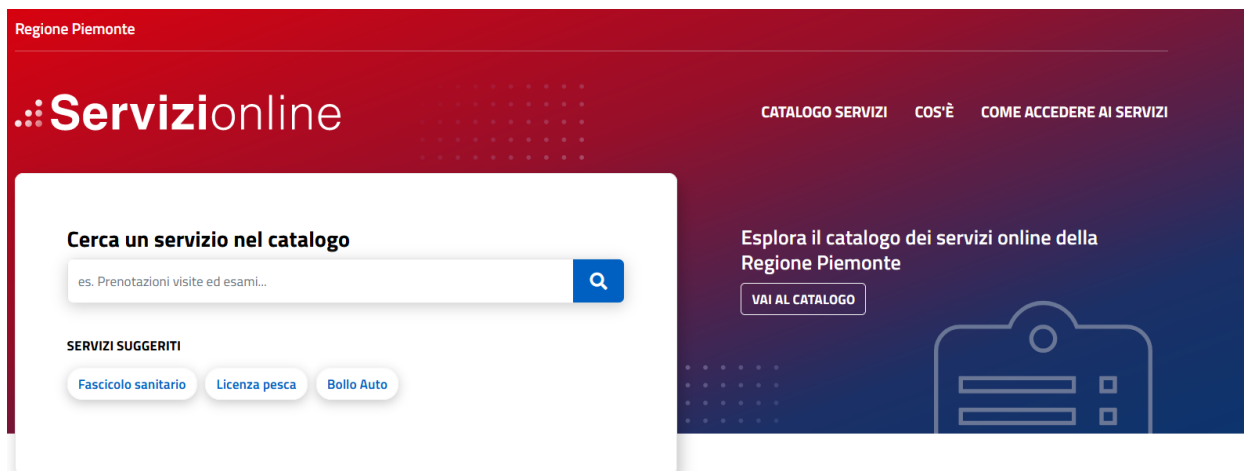 Regione Piemonte
Servizionline
CATALOGO SERVIZI COS'È COME ACCEDERE AI SERVIZI
Cerca un servizio nel catalogo
es. Prenotazioni visite ed esami...
SERVIZI SUGGERITI
Fascicolo sanitario Licenza pesca Bollo Auto
Esplora il catalogo dei servizi online della
Regione Piemonte
VAI AL CATALOGO